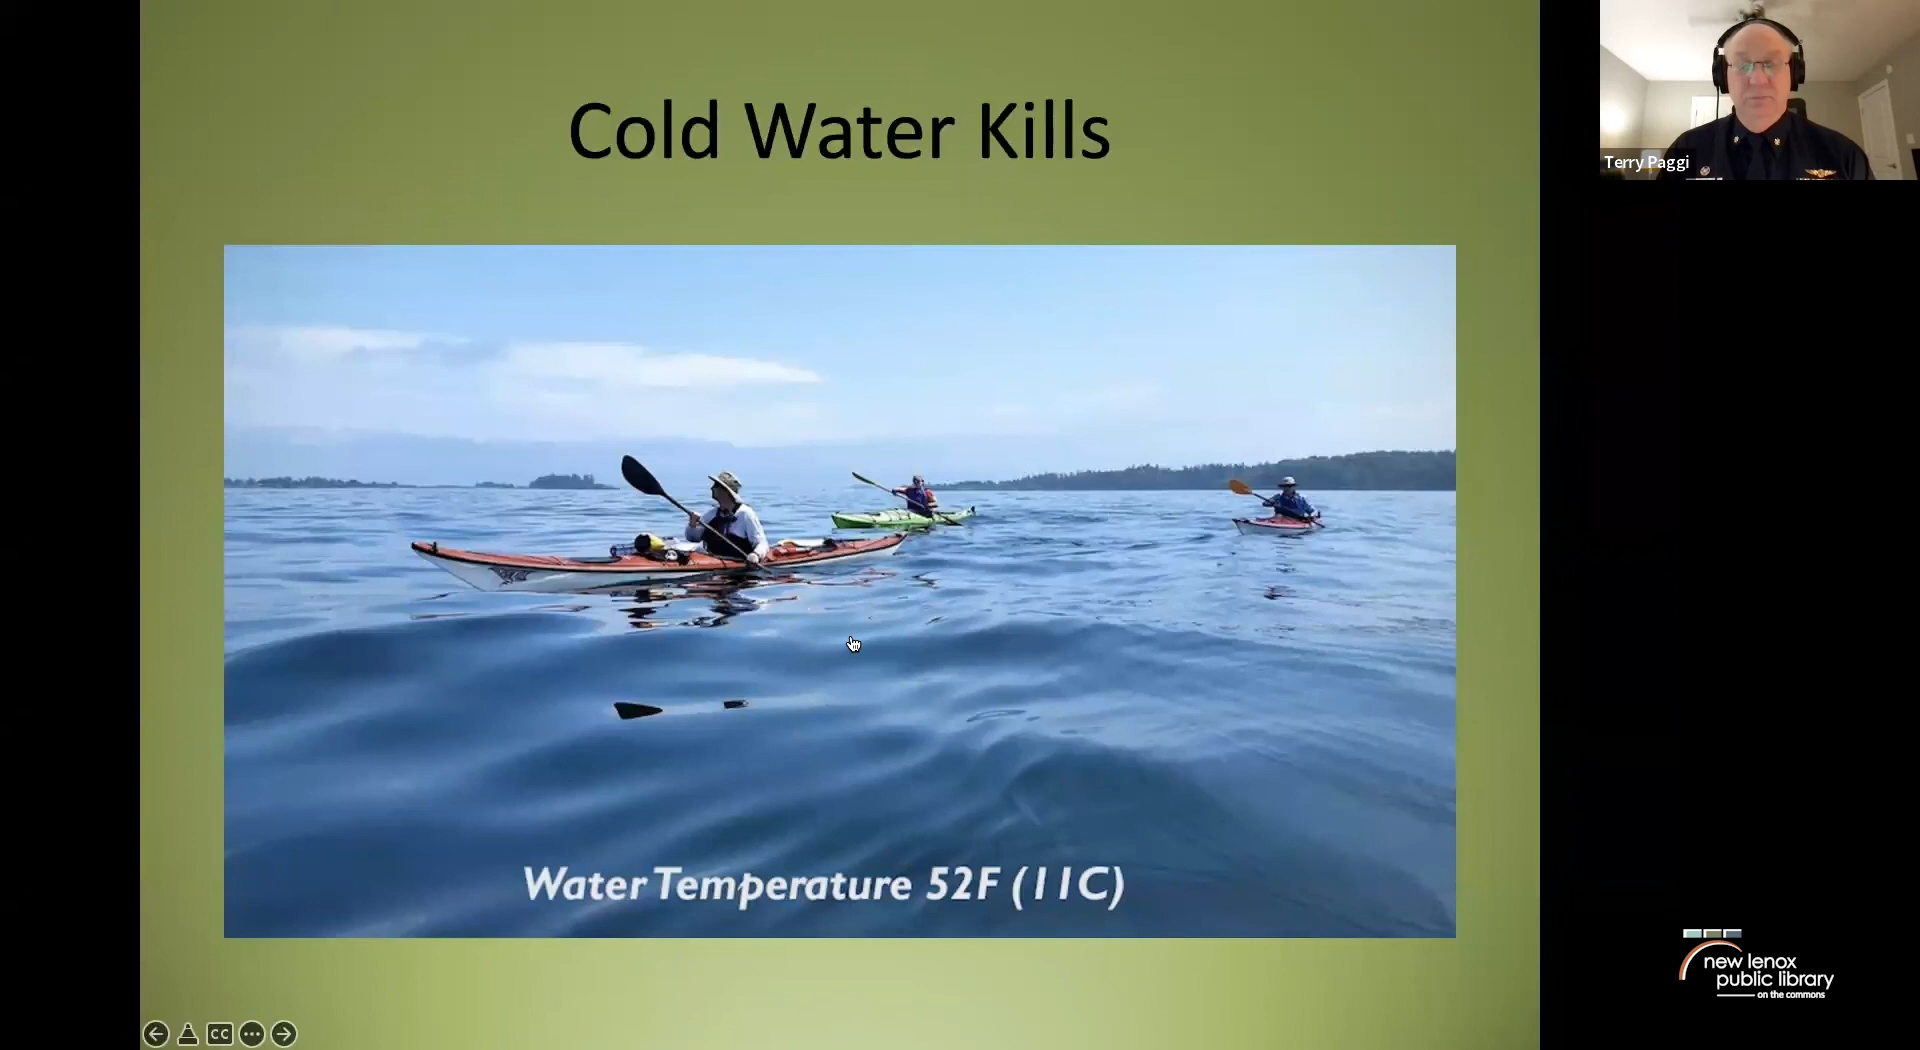 Cold Water Kills
Water Temperature 52F (11C)
Terry Paggi
new lenox
public library
on the commons
CC